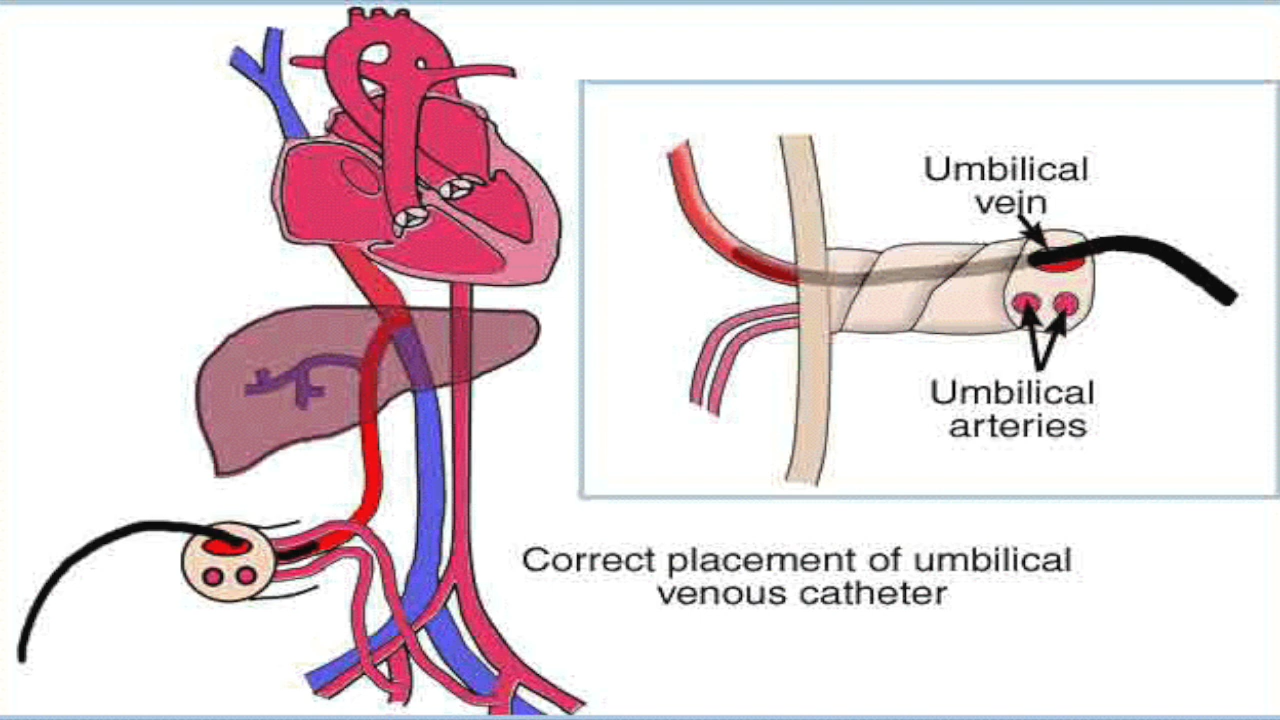 Umbilical
vein
Umbilical
arteries
Correct placement of umbilical
venous catheter